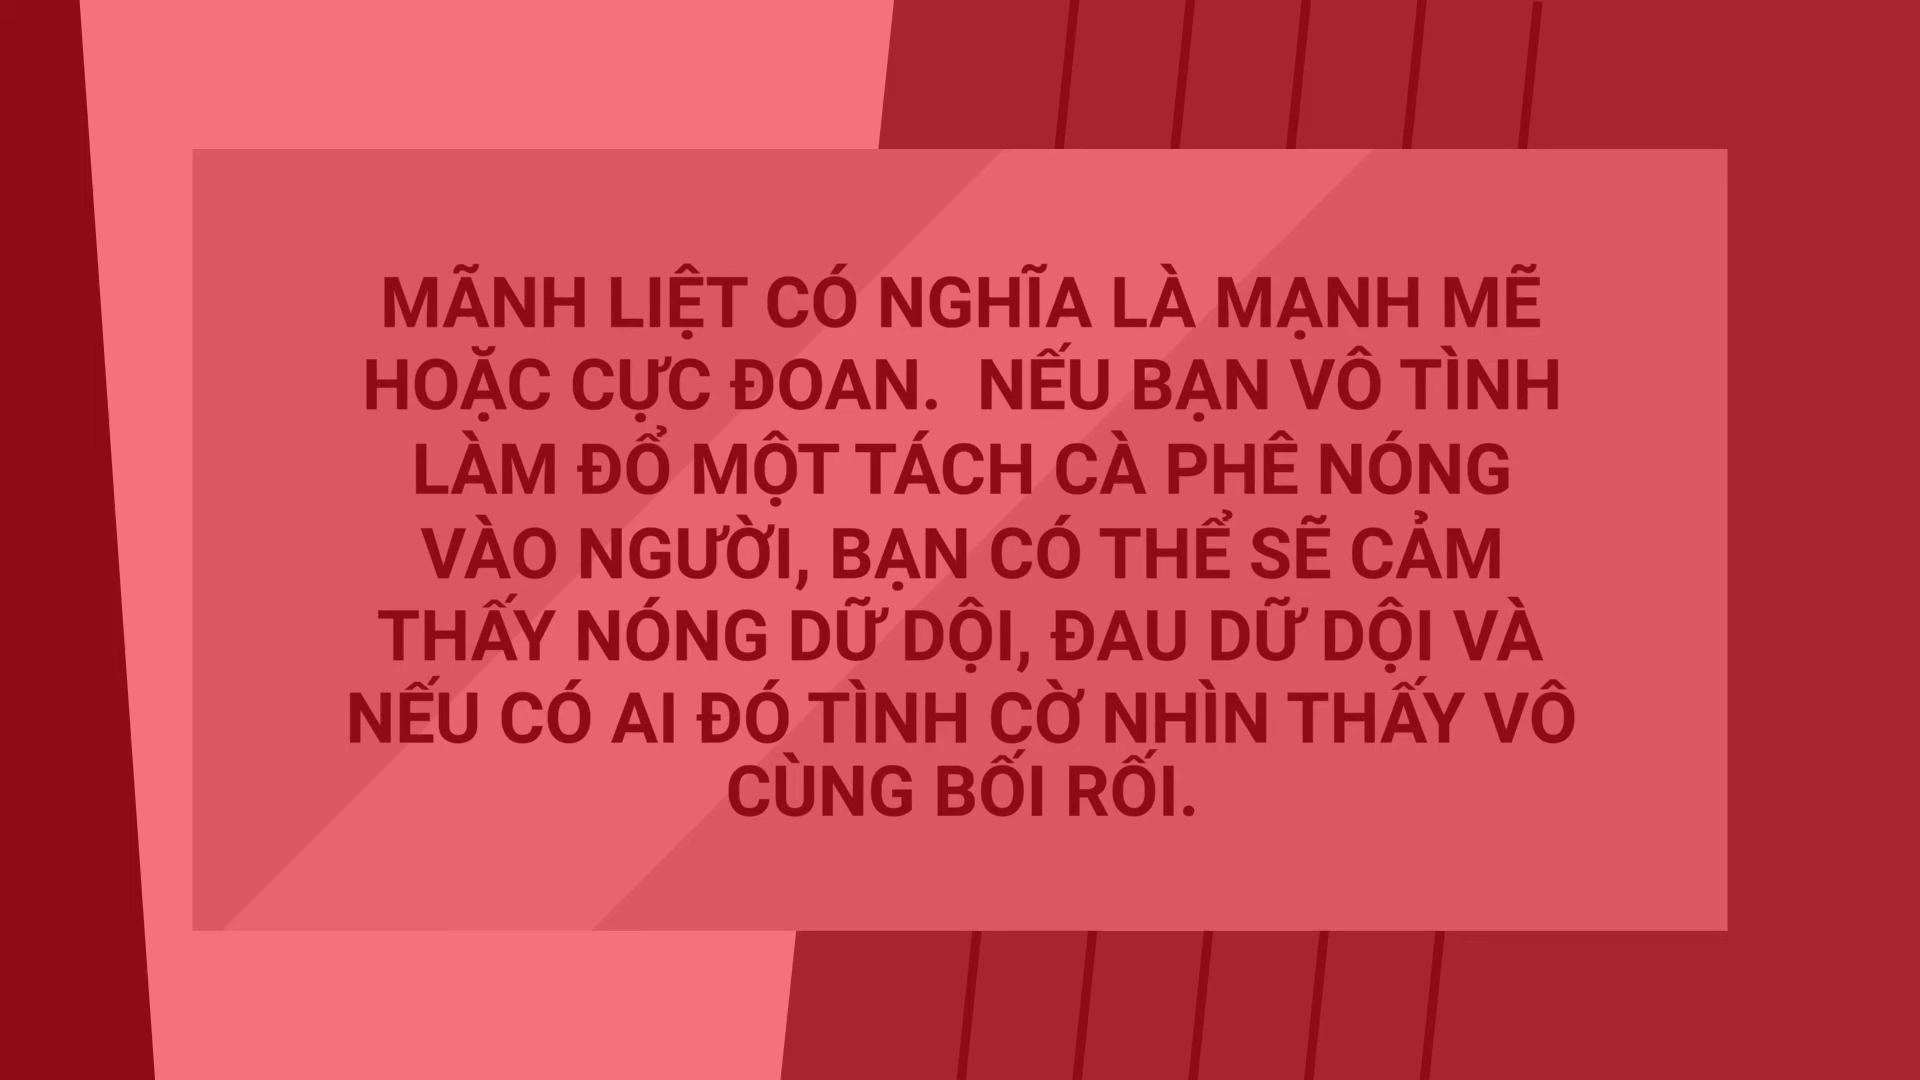 MÃNH LIỆT CÓ NGHĨA LÀ MẠNH MẼ
HOẶC CỰC ĐOAN.  NẾU BẠN VÔ TÌNH
LÀM ĐỔ MỘT TÁCH CÀ PHÊ NÓNG
VÀO NGƯỜI, BẠN CÓ THỂ SẼ CẢM
THẤY NÓNG DỮ DỘI, ĐAU DỮ DỘI VÀ
NẾU CÓ AI ĐÓ TÌNH CỜ NHÌN THẤY VÔ
CÙNG BỐI RỐI.